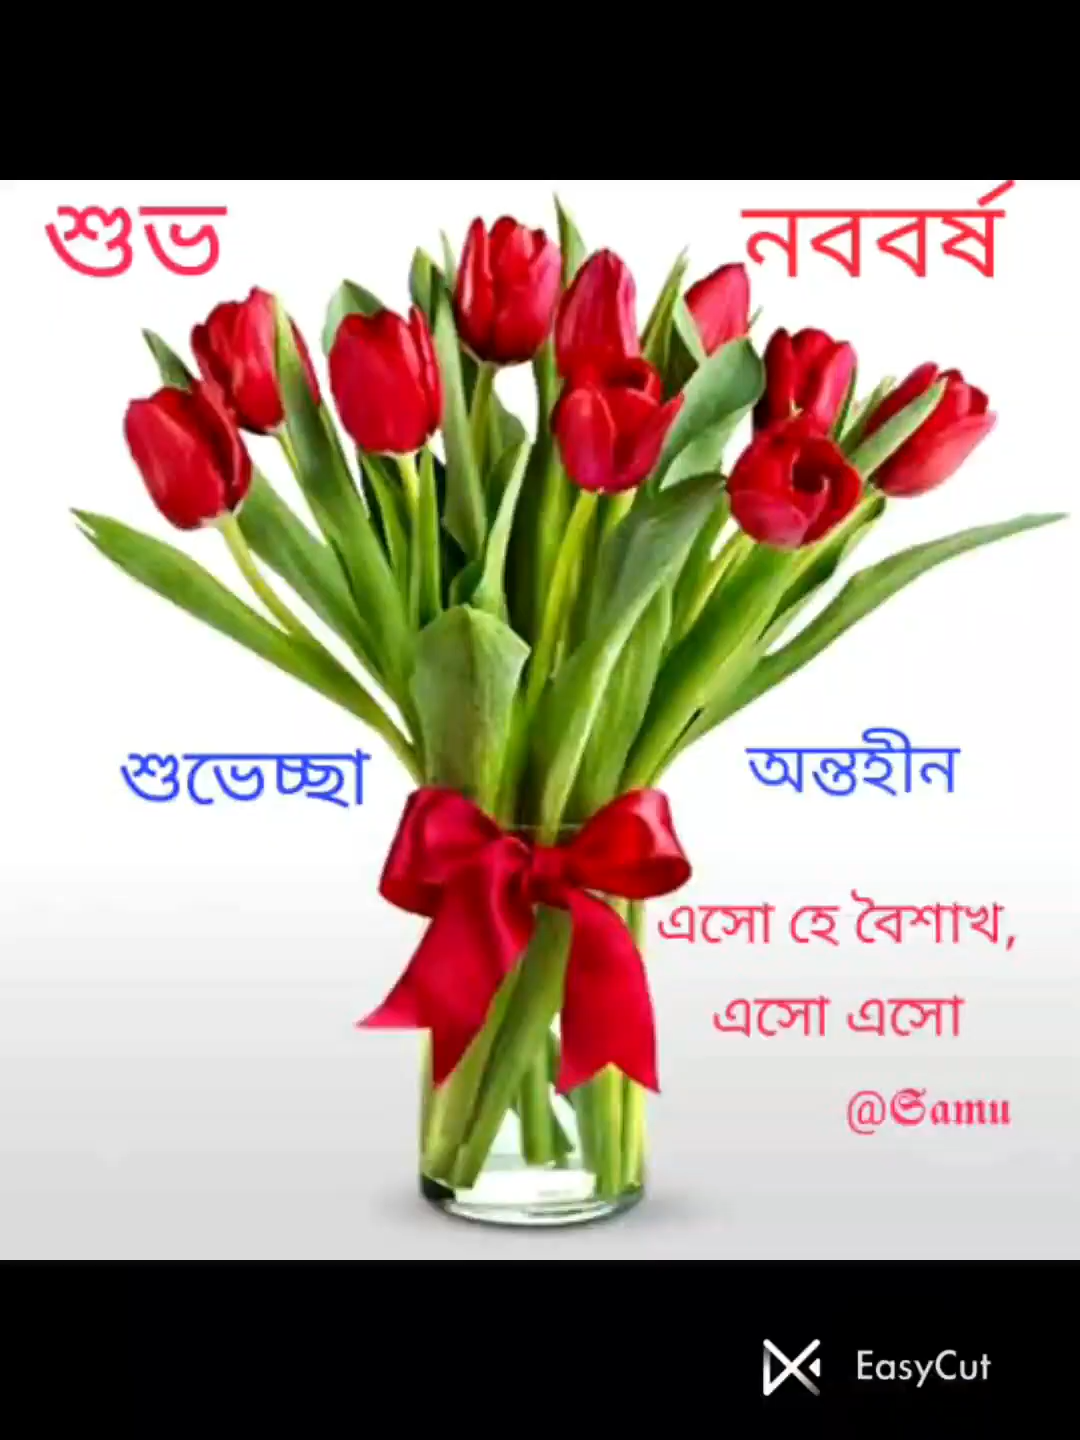 শুভ নববর্ষ
শুভেচ্ছা অন্তহীন
এসো হে বৈশাখ,
এসো এসো
@𝕾𝖆𝖒𝖚
EasyCut